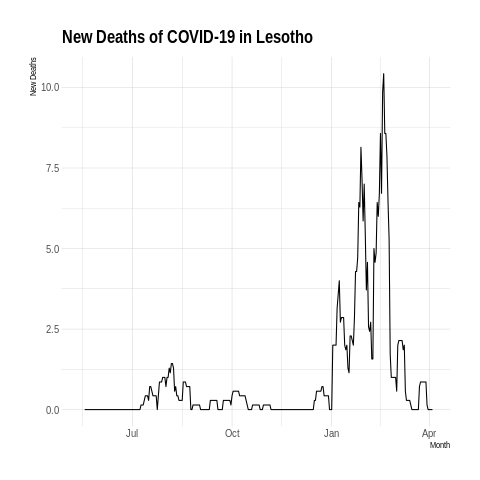 New Deaths of COVID-19 in Lesotho
New Deaths
10.0
7.5
5.0
2.5
0.0
Jul Oct Jan Apr
Month